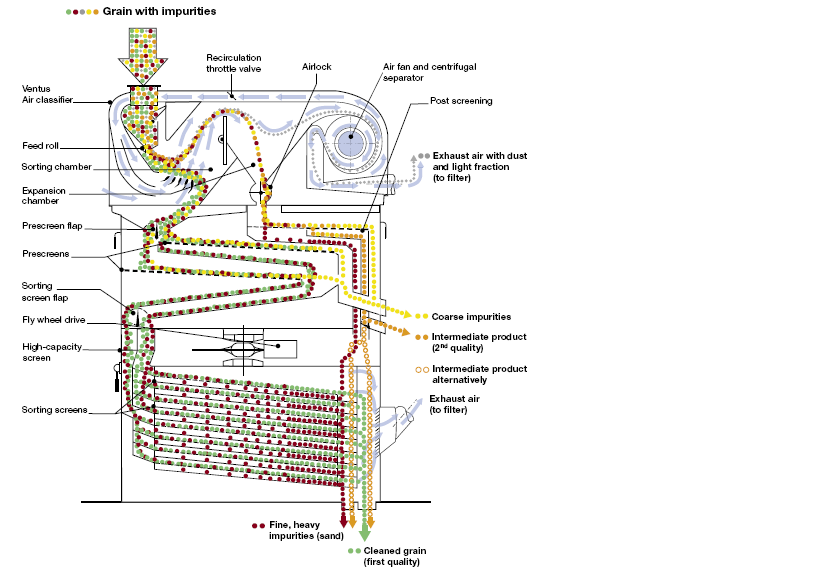 Grain with impurities
Recirculation
throttle valve
Airlock
Air fan and centrifugal
separator
Ventus
Air classifier
Post screening
Feed roll
Exhaust air with dust
and light fraction
(to filter)
Sorting chamber
Expansion
chamber
Prescreen flap
Prescreens
Sorting
screen flap
Coarse impurities
Fly wheel drive
Intermediate product
(2nd quality)
High-capacity
screen
Intermediate product
alternatively
Exhaust air
(to filter)
Sorting screens
Fine, heavy
impurities (sand)
Cleaned grain
(first quality)